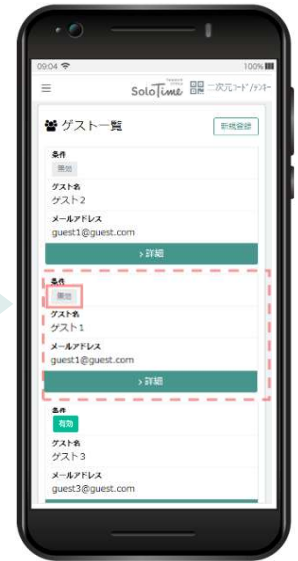 09:04
100%
SoloTime
二次元コード/テンキー
ゲスト一覧
新規登録
条件
無効
ゲスト名
ゲスト2
メールアドレス
guest1@guest.com
> 詳細
条件
無効
ゲスト名
ゲスト1
メールアドレス
guest1@guest.com
> 詳細
条件
有効
ゲスト名
ゲスト3
メールアドレス
guest3@guest.com